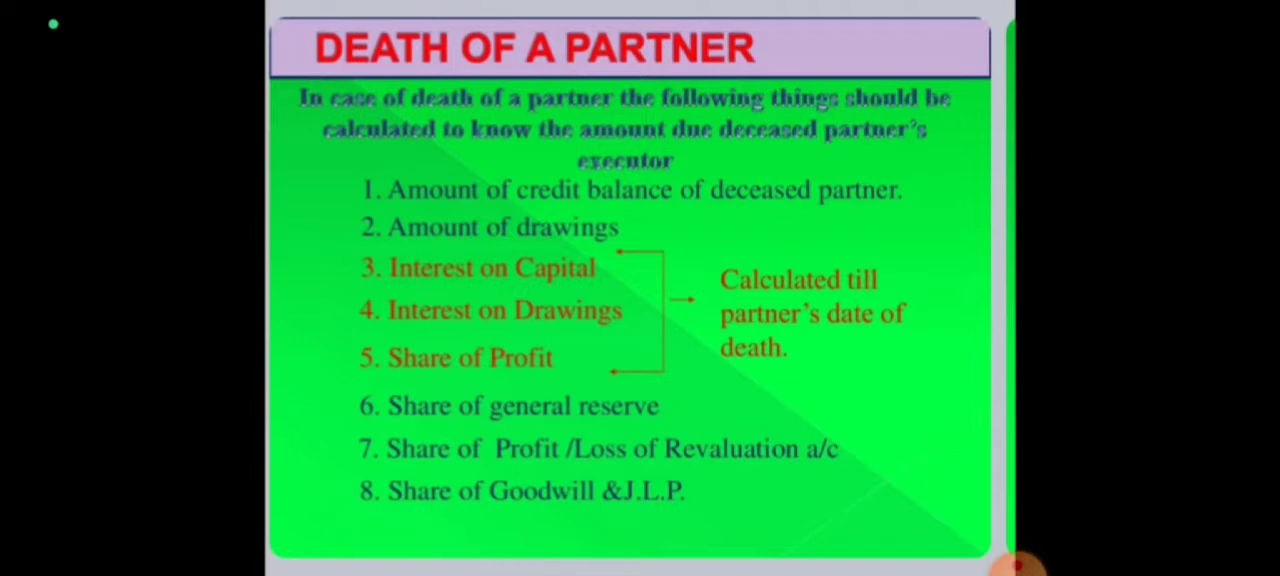 DEATH OF A PARTNER
In case of death of a partner the following things should be
calculated to know the amount due deceased partner's
executor
1. Amount of credit balance of deceased partner.
2. Amount of drawings
3. Interest on Capital
4. Interest on Drawings
5. Share of Profit
Calculated till
partner's date of
death.
6. Share of general reserve
7. Share of Profit /Loss of Revaluation a/c
8. Share of Goodwill &J.L.P.